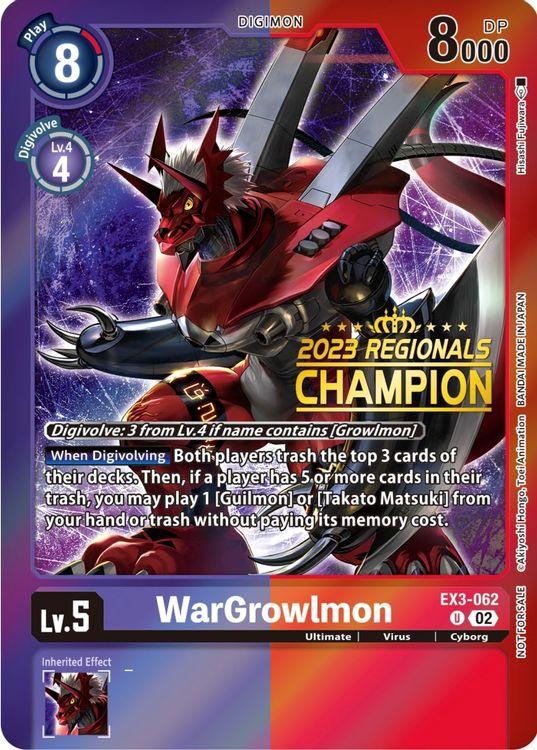 Play
8
DIGIMON
DP
8000
Digivolve
Lv.4
4
Hisashi Fujiwara
2023 REGIONALS
CHAMPION
Digivolve: 3 from Lv.4 if name contains [Growlmon]
When Digivolving Both players trash the top 3 cards of
their decks. Then, if a player has 5 or more cards in their
trash, you may play 1 [Guilmon] or [Takato Matsuki] from
your hand or trash without paying its memory cost.
©Akiyoshi Hongo, Toei Animation BANDAI MADE IN JAPAN
NOT FOR SALE
Lv.5
WarGrowlmon
EX3-062
U 02
Ultimate | Virus | Cyborg
Inherited Effect
–